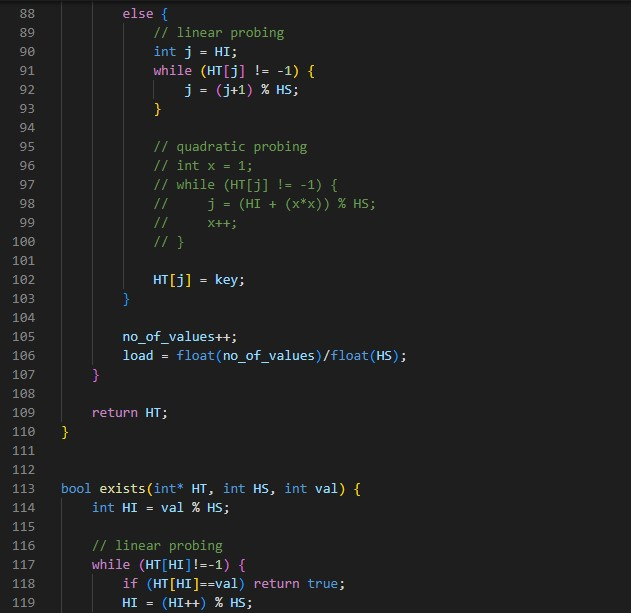 88 else {
89 // linear probing
90 int j = HI;
91 while (HT[j] != -1) {
92 j = (j+1) % HS;
93 }
94
95 // quadratic probing
96 // int x = 1;
97 // while (HT[j] != -1) {
98 //     j = (HI + (x*x)) % HS;
99 //     x++;
100 // }
101
102 HT[j] = key;
103 }
104
105 no_of_values++;
106 load = float(no_of_values)/float(HS);
107 }
108
109 return HT;
110 }
111
112
113 bool exists(int* HT, int HS, int val) {
114 int HI = val % HS;
115
116 // linear probing
117 while (HT[HI]!=-1) {
118 if (HT[HI]==val) return true;
119 HI = (HI++) % HS;